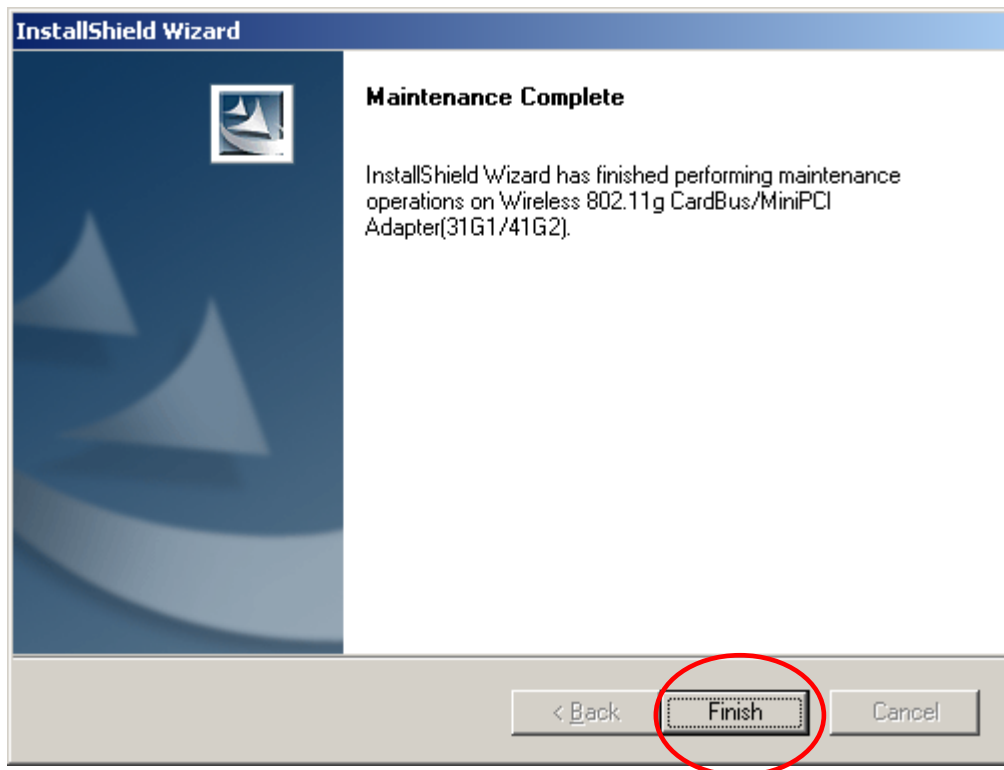 InstallShield Wizard
Maintenance Complete
InstallShield Wizard has finished performing maintenance
operations on Wireless 802.11g CardBus/MiniPCI
Adapter(31G1/41G2).
< Back
Finish
Cancel